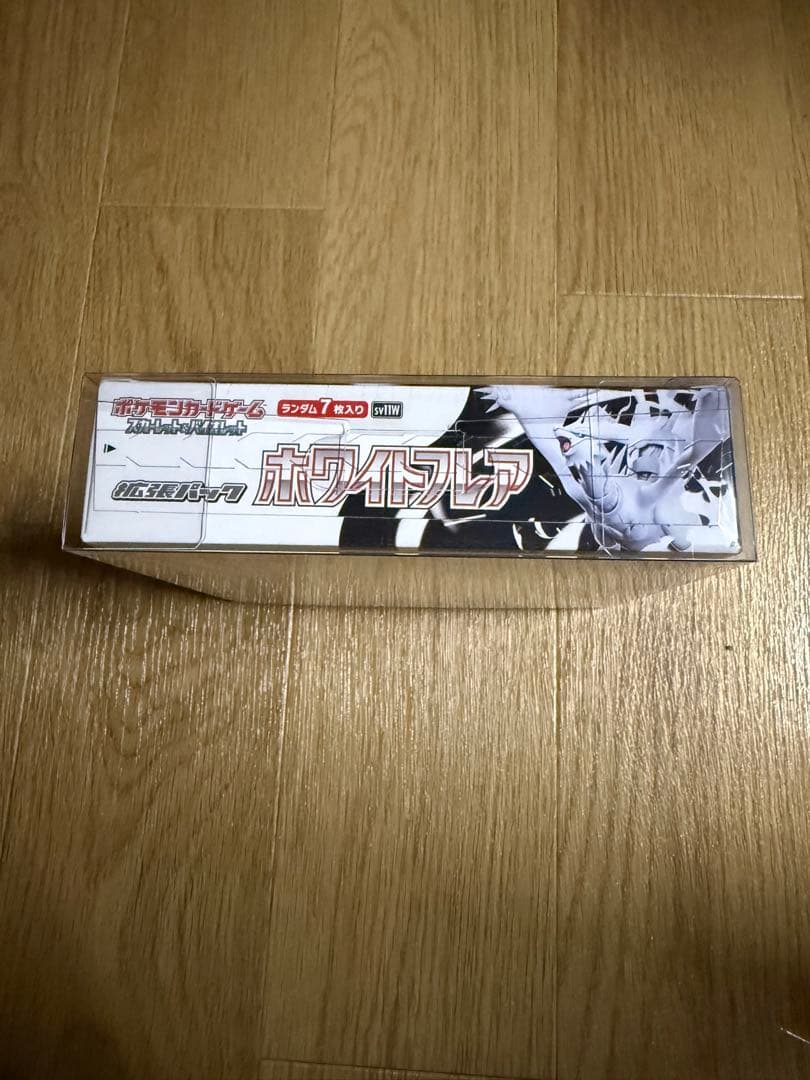 ポケモンカードゲーム
スカーレット&バイオレット
ランダム7枚入り sv11W
拡張パック ホワイトフレア